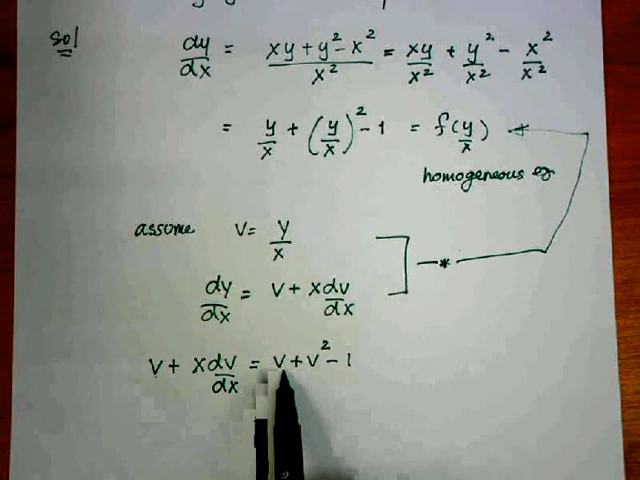 Sol dy/dx = (xy + y² - x²)/x² = xy/x² + y²/x² - x²/x²
= y/x + (y/x)² - 1 = f(y/x)
homogeneous
assume v = y/x
dy/dx = v + x dv/dx
*
v + x dv/dx = v + v² - 1